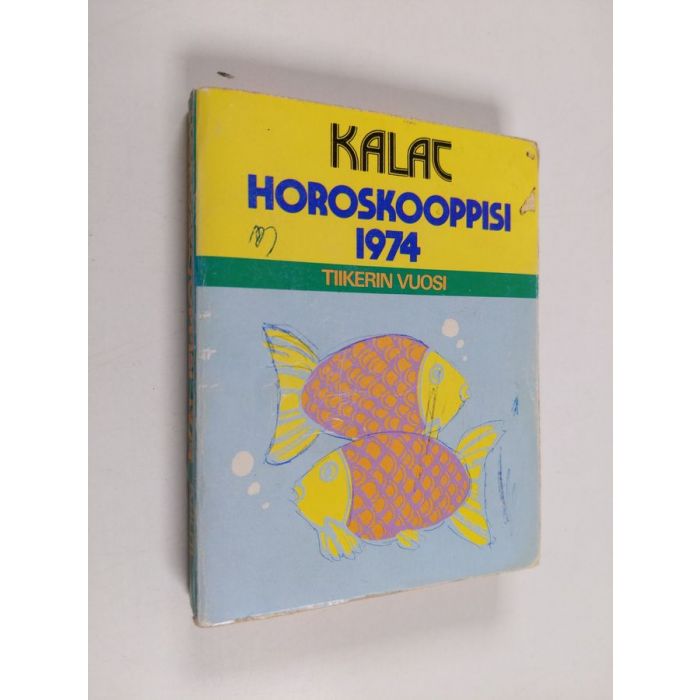 KALAT
HOROSKOOPPISI
1974
TIIKERIN VUOSI